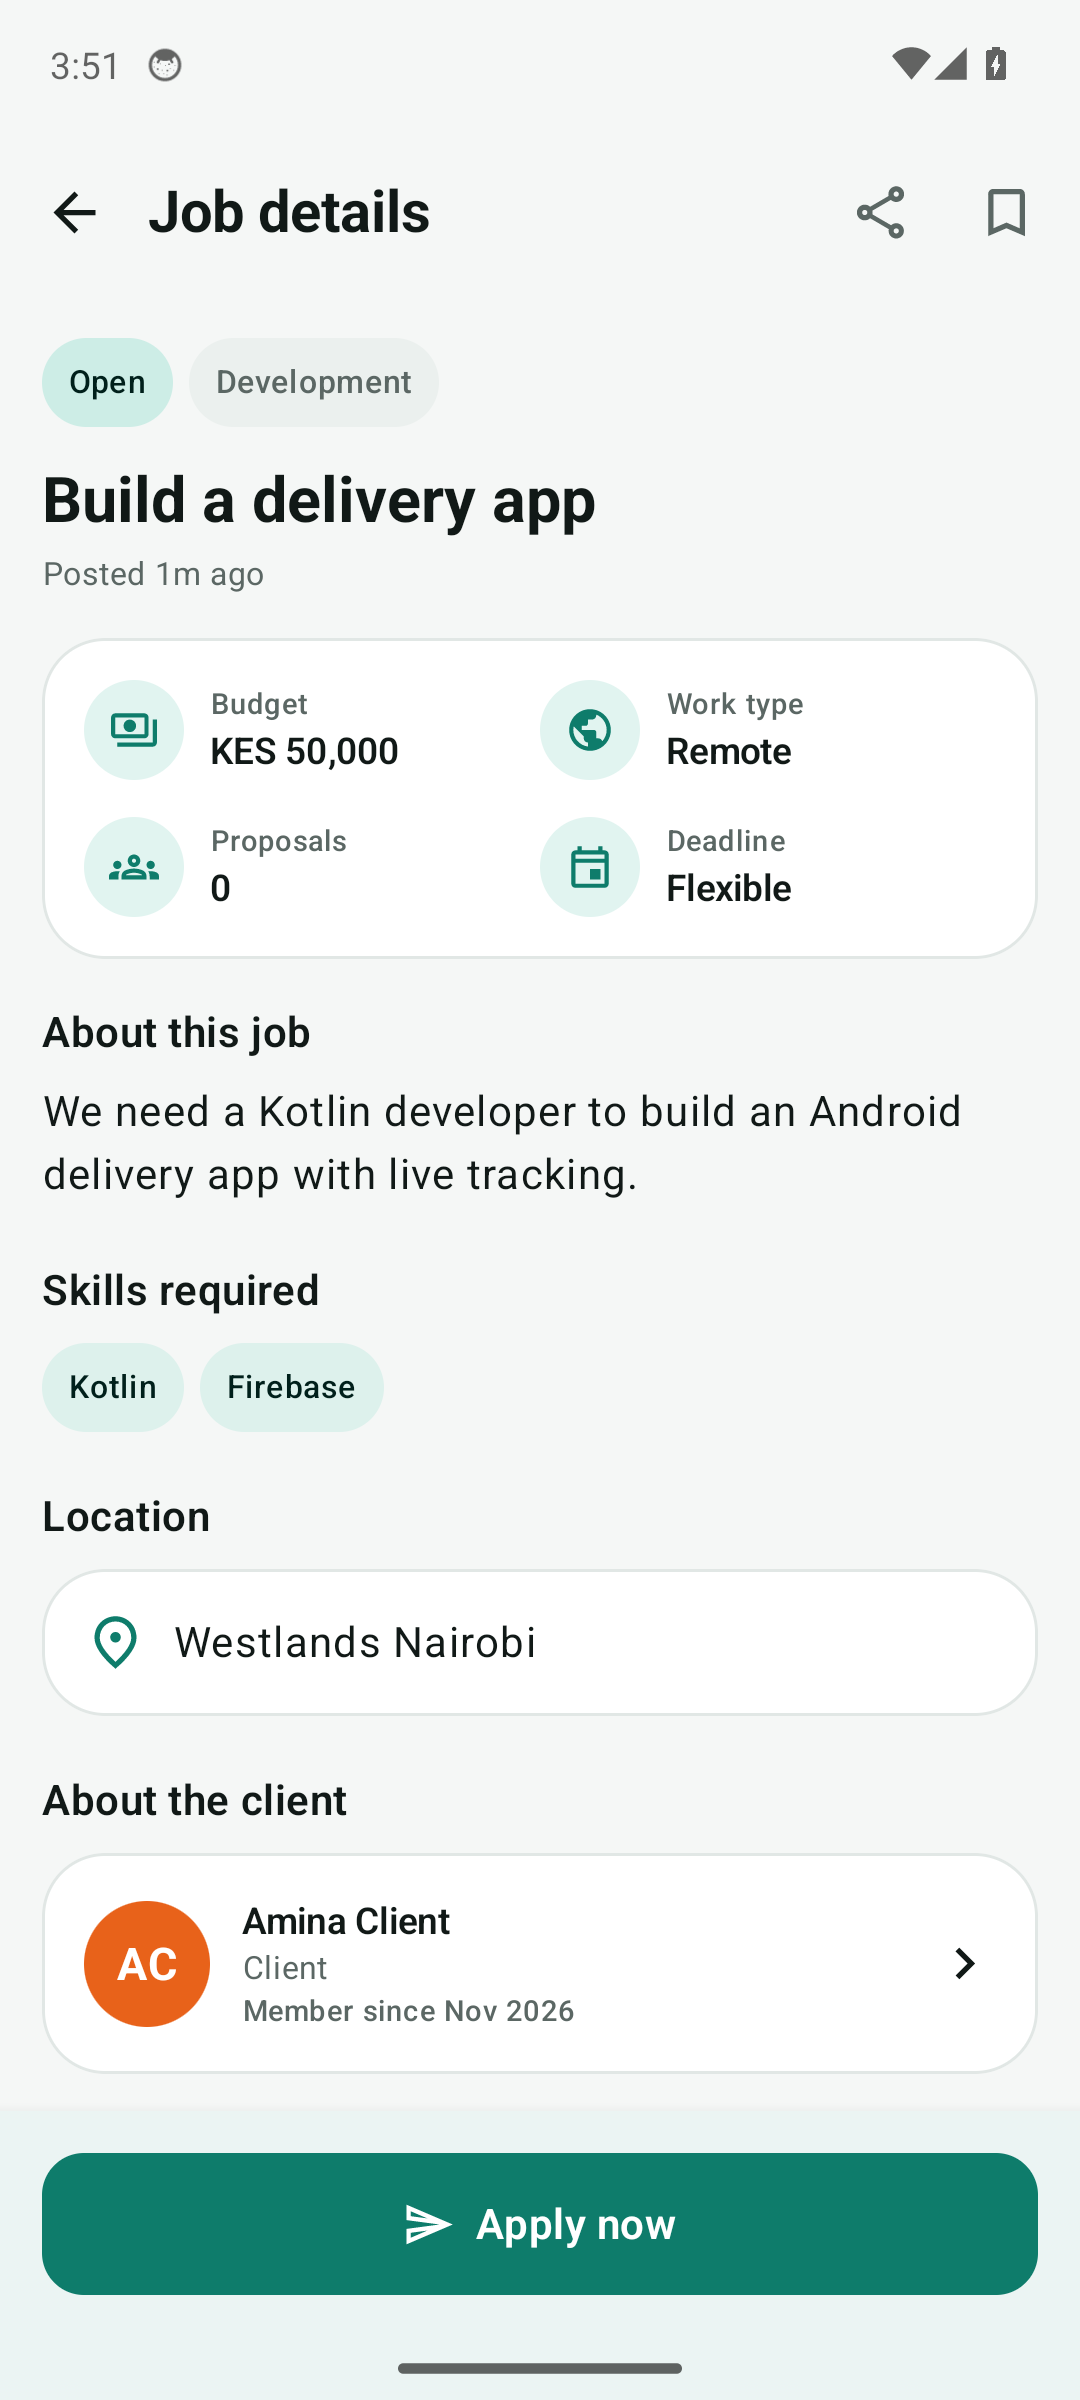 3:51
Job details
Open
Development
Build a delivery app
Posted 1m ago
Budget
KES 50,000
Work type
Remote
Proposals
0
Deadline
Flexible
About this job
We need a Kotlin developer to build an Android
delivery app with live tracking.
Skills required
Kotlin
Firebase
Location
Westlands Nairobi
About the client
AC
Amina Client
Client
Member since Nov 2026
Apply now